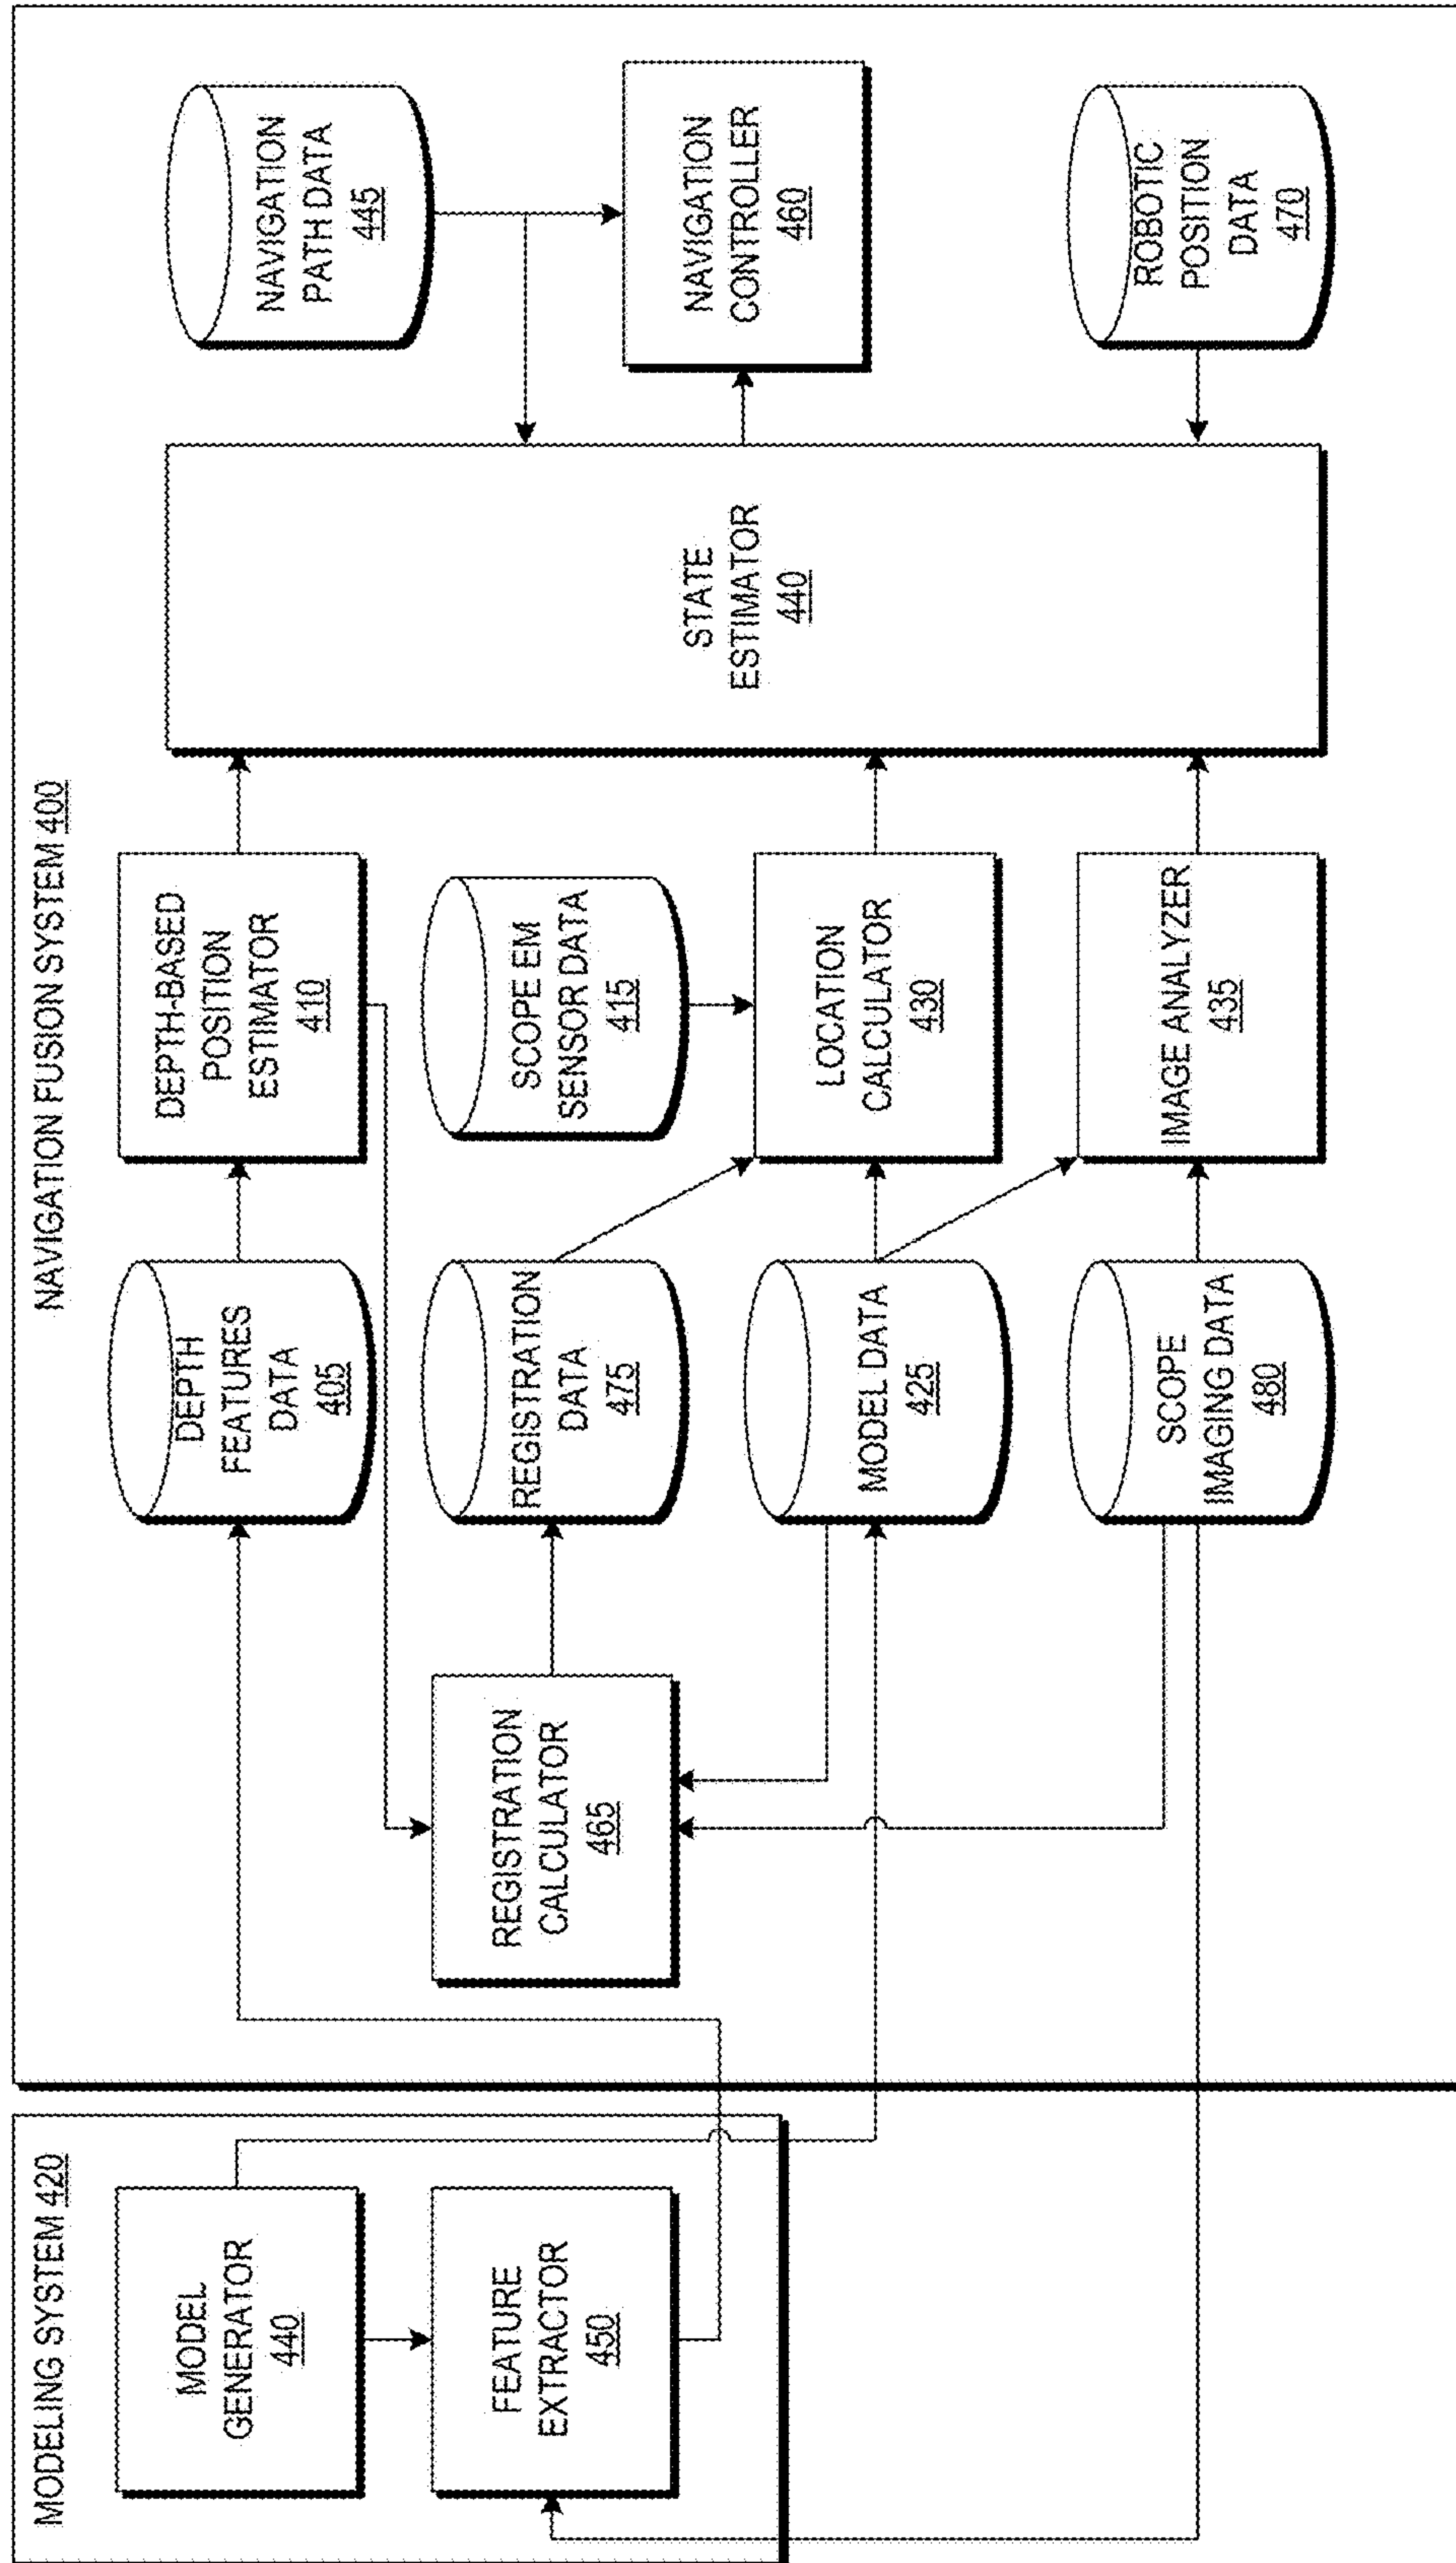 MODELING SYSTEM 420
MODEL
GENERATOR
440
FEATURE
EXTRACTOR
450
NAVIGATION FUSION SYSTEM 400
REGISTRATION
CALCULATOR
465
DEPTH
FEATURES
DATA
405
REGISTRATION
DATA
475
MODEL DATA
425
SCOPE
IMAGING DATA
480
DEPTH-BASED
POSITION
ESTIMATOR
410
SCOPE EM
SENSOR DATA
415
LOCATION
CALCULATOR
430
IMAGE ANALYZER
435
STATE
ESTIMATOR
440
NAVIGATION
PATH DATA
445
NAVIGATION
CONTROLLER
460
ROBOTIC
POSITION
DATA
470